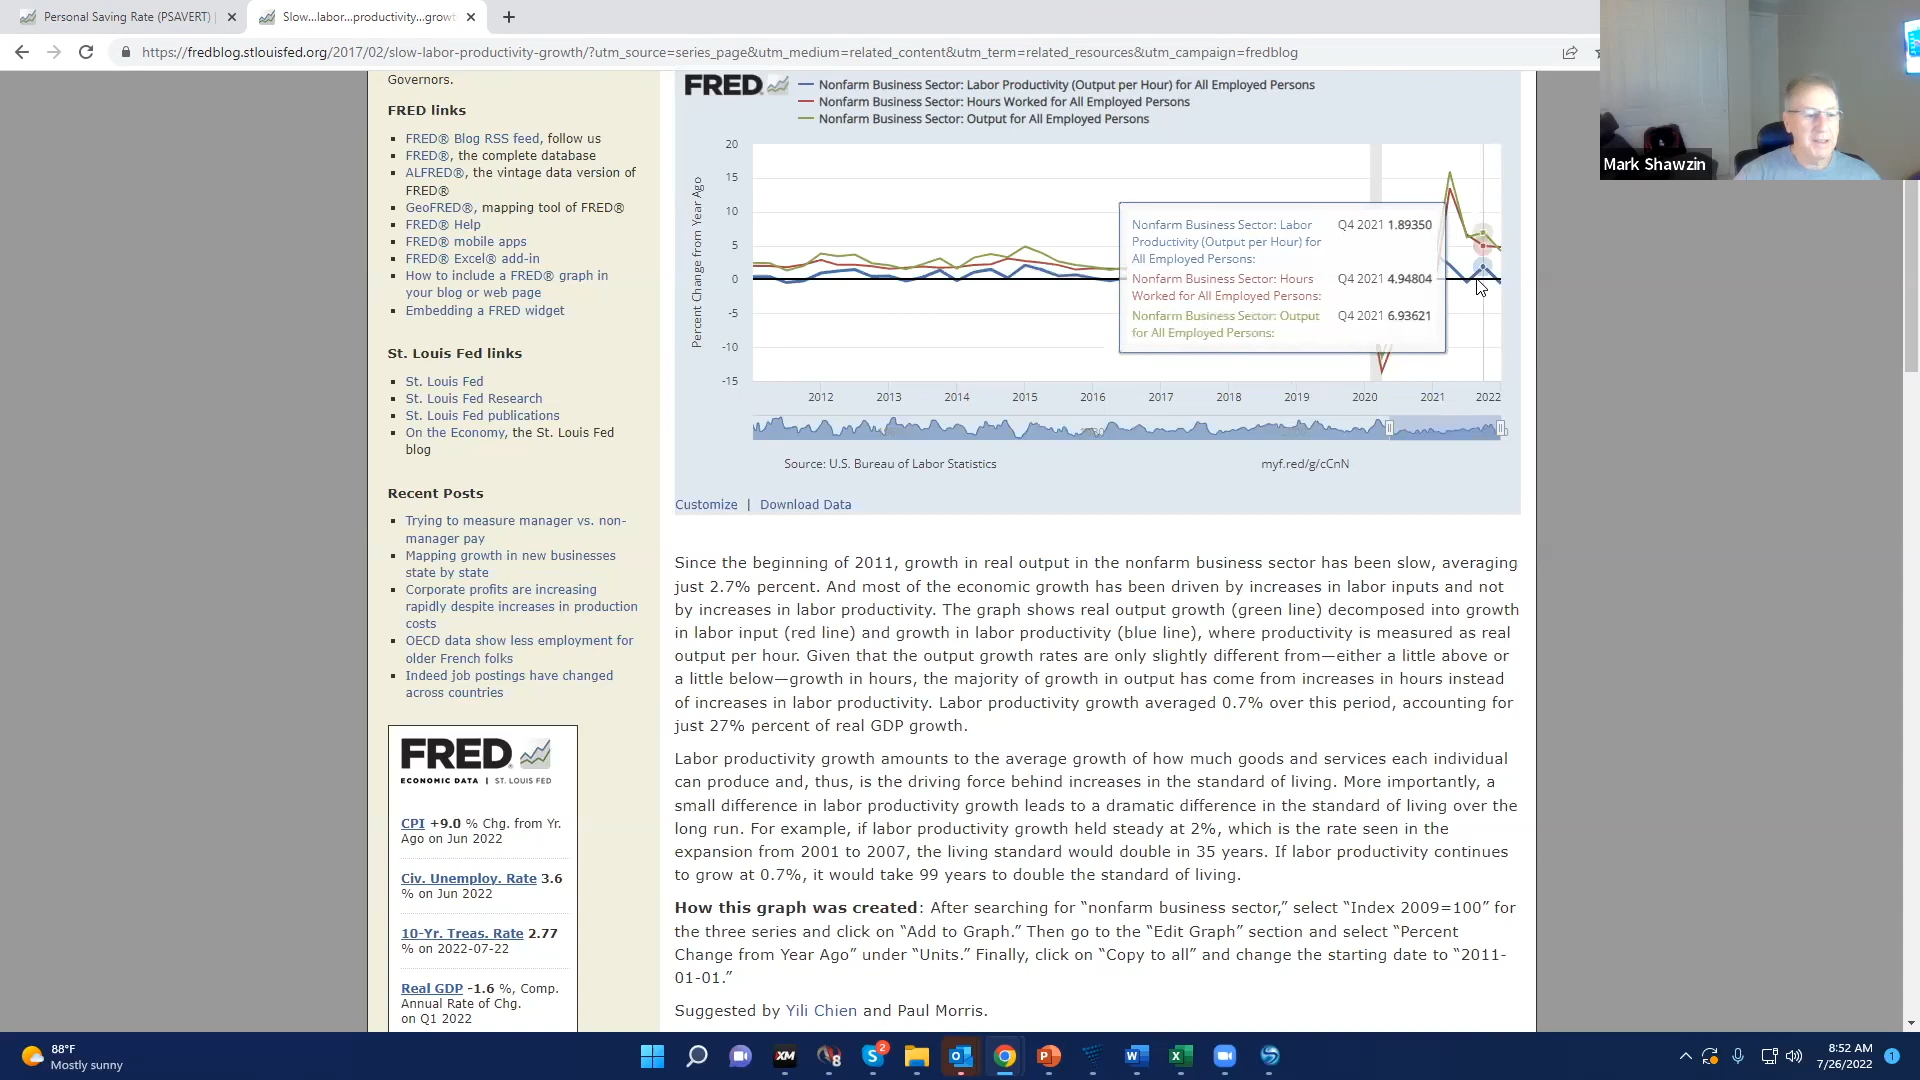 Personal Saving Rate (PSAVERT) |
Slow...labor...productivity...growt
https://fredblog.stlouisfed.org/2017/02/slow-labor-productivity-growth/?utm_source=series_page&utm_medium=related_content&utm_term=related_resources&utm_campaign=fredblog
Mark Shawzin
Governors.
FRED links
FRED® Blog RSS feed, follow us
FRED®, the complete database
ALFRED®, the vintage data version of
FRED®
GeoFRED®, mapping tool of FRED®
FRED® Help
FRED® mobile apps
FRED® Excel® add-in
How to include a FRED® graph in
your blog or web page
Embedding a FRED widget
St. Louis Fed links
St. Louis Fed
St. Louis Fed Research
St. Louis Fed publications
On the Economy, the St. Louis Fed
blog
Recent Posts
Trying to measure manager vs. non-
manager pay
Mapping growth in new businesses
state by state
Corporate profits are increasing
rapidly despite increases in production
costs
OECD data show less employment for
older French folks
Indeed job postings have changed
across countries
FRED®
ECONOMIC DATA | ST. LOUIS FED
CPI +9.0 % Chg. from Yr.
Ago on Jun 2022
Civ. Unemploy. Rate 3.6
% on Jun 2022
10-Yr. Treas. Rate 2.77
% on 2022-07-22
Real GDP -1.6 %, Comp.
Annual Rate of Chg.
on Q1 2022
FRED
Nonfarm Business Sector: Labor Productivity (Output per Hour) for All Employed Persons
Nonfarm Business Sector: Hours Worked for All Employed Persons
Nonfarm Business Sector: Output for All Employed Persons
Percent Change from Year Ago
20
15
10
5
0
-5
-10
-15
Nonfarm Business Sector: Labor Q4 2021 1.89350
Productivity (Output per Hour) for
All Employed Persons:
Nonfarm Business Sector: Hours Q4 2021 4.94804
Worked for All Employed Persons:
Nonfarm Business Sector: Output Q4 2021 6.93621
for All Employed Persons:
2012 2013 2014 2015 2016 2017 2018 2019 2020 2021 2022
Source: U.S. Bureau of Labor Statistics myf.red/g/cCnN
Customize | Download Data
Since the beginning of 2011, growth in real output in the nonfarm business sector has been slow, averaging
just 2.7% percent. And most of the economic growth has been driven by increases in labor inputs and not
by increases in labor productivity. The graph shows real output growth (green line) decomposed into growth
in labor input (red line) and growth in labor productivity (blue line), where productivity is measured as real
output per hour. Given that the output growth rates are only slightly different from—either a little above or
a little below—growth in hours, the majority of growth in output has come from increases in hours instead
of increases in labor productivity. Labor productivity growth averaged 0.7% over this period, accounting for
just 27% percent of real GDP growth.
Labor productivity growth amounts to the average growth of how much goods and services each individual
can produce and, thus, is the driving force behind increases in the standard of living. More importantly, a
small difference in labor productivity growth leads to a dramatic difference in the standard of living over the
long run. For example, if labor productivity growth held steady at 2%, which is the rate seen in the
expansion from 2001 to 2007, the living standard would double in 35 years. If labor productivity continues
to grow at 0.7%, it would take 99 years to double the standard of living.
How this graph was created: After searching for “nonfarm business sector,” select “Index 2009=100” for
the three series and click on “Add to Graph.” Then go to the “Edit Graph” section and select “Percent
Change from Year Ago” under “Units.” Finally, click on “Copy to all” and change the starting date to “2011-
01-01.”
Suggested by Yili Chien and Paul Morris.
88°F
Mostly sunny
XM
8
2
8:52 AM
7/26/2022
1